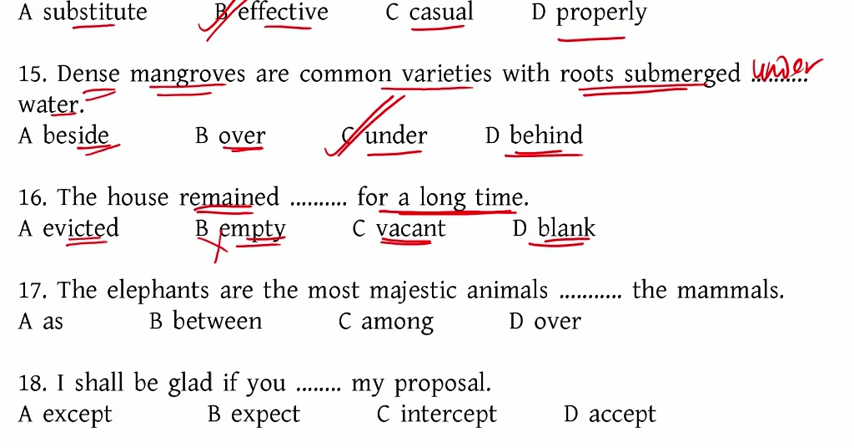 A substitute B effective C casual D properly
15. Dense mangroves are common varieties with roots submerged .......... under
water.
A beside B over C under D behind
16. The house remained .......... for a long time.
A evicted B empty C vacant D blank
17. The elephants are the most majestic animals ........... the mammals.
A as B between C among D over
18. I shall be glad if you ........ my proposal.
A except B expect C intercept D accept